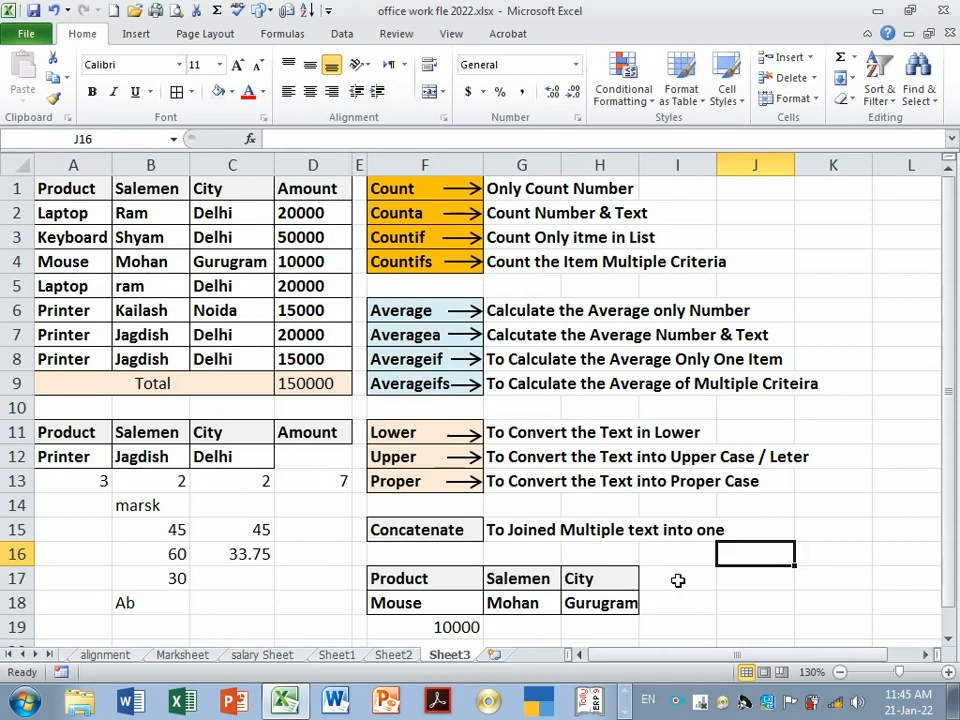 office work fle 2022.xlsx - Microsoft Excel
File Home Insert Page Layout Formulas Data Review View Acrobat
Paste
Calibri 11
General
Conditional Formatting
Format as Table
Cell Styles
Insert
Delete
Format
Sort & Filter
Find & Select
Clipboard Font Alignment Number Styles Cells Editing
J16 fx
A B C D E F G H I J K L
1 Product Salemen City Amount Count Only Count Number
2 Laptop Ram Delhi 20000 Counta Count Number & Text
3 Keyboard Shyam Delhi 50000 Countif Count Only itme in List
4 Mouse Mohan Gurugram 10000 Countifs Count the Item Multiple Criteria
5 Laptop ram Delhi 20000
6 Printer Kailash Noida 15000 Average Calculate the Average only Number
7 Printer Jagdish Delhi 20000 Averagea Calcutate the Average Number & Text
8 Printer Jagdish Delhi 15000 Averageif To Calculate the Average Only One Item
9 Total 150000 Averageifs To Calculate the Average of Multiple Criteira
10
11 Product Salemen City Amount Lower To Convert the Text in Lower
12 Printer Jagdish Delhi Upper To Convert the Text into Upper Case / Leter
13 3 2 2 7 Proper To Convert the Text into Proper Case
14 marsk
15 45 45 Concatenate To Joined Multiple text into one
16 60 33.75
17 30 Product Salemen City
18 Ab Mouse Mohan Gurugram
19 10000
alignment Marksheet salary Sheet Sheet1 Sheet2 Sheet3
Ready 130%
EN 11:45 AM
21-Jan-22